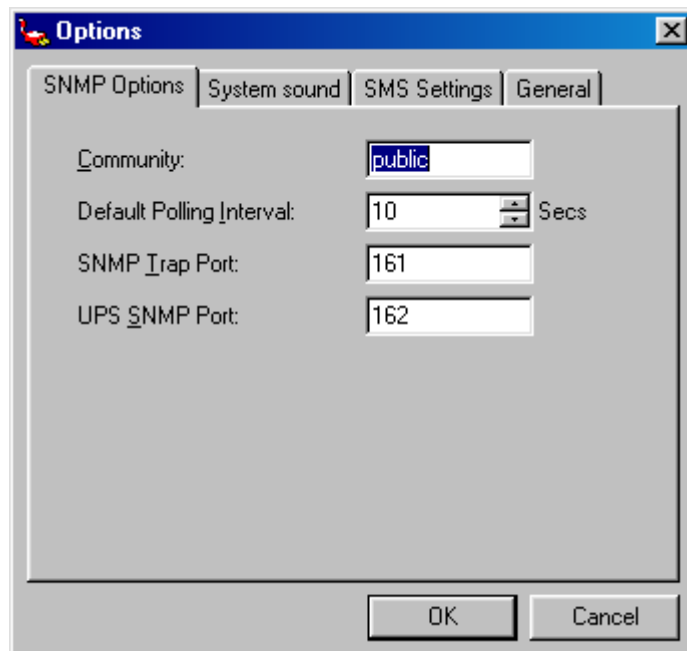 Options
SNMP Options System sound SMS Settings General
Community: public
Default Polling Interval: 10 Secs
SNMP Trap Port: 161
UPS SNMP Port: 162
OK Cancel